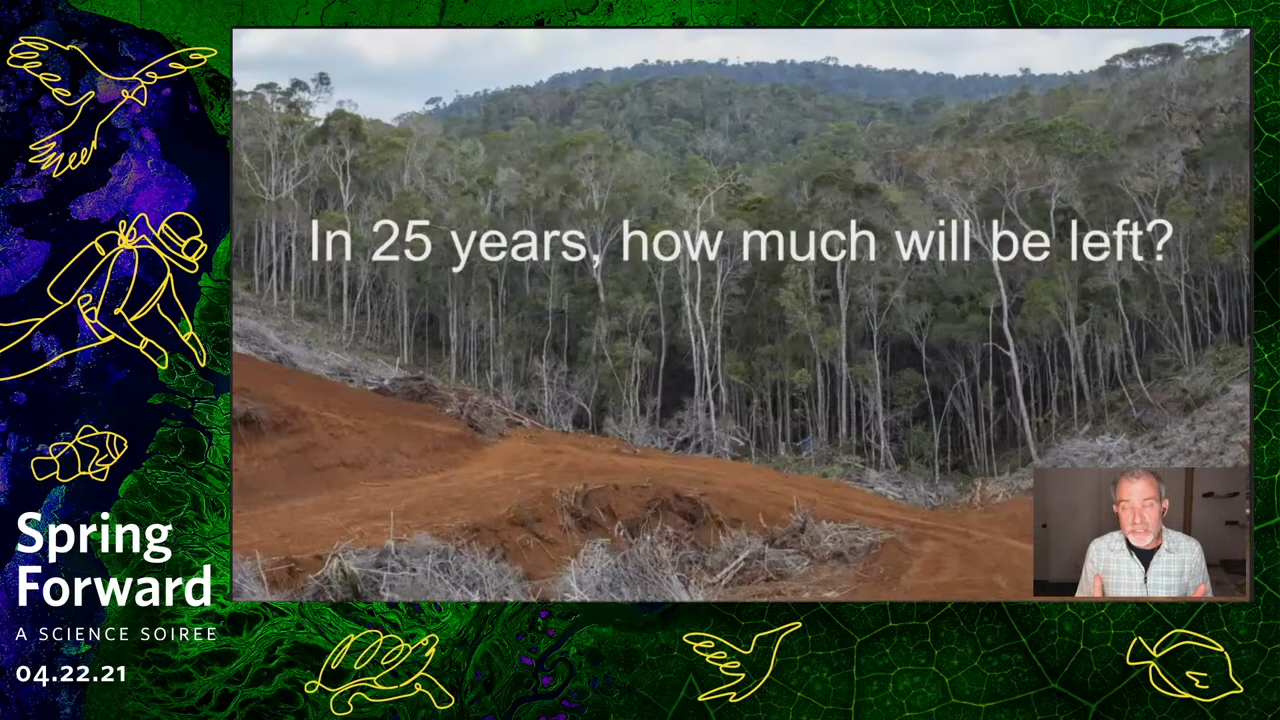 In 25 years, how much will be left?
Spring
Forward
A SCIENCE SOIREE
04.22.21